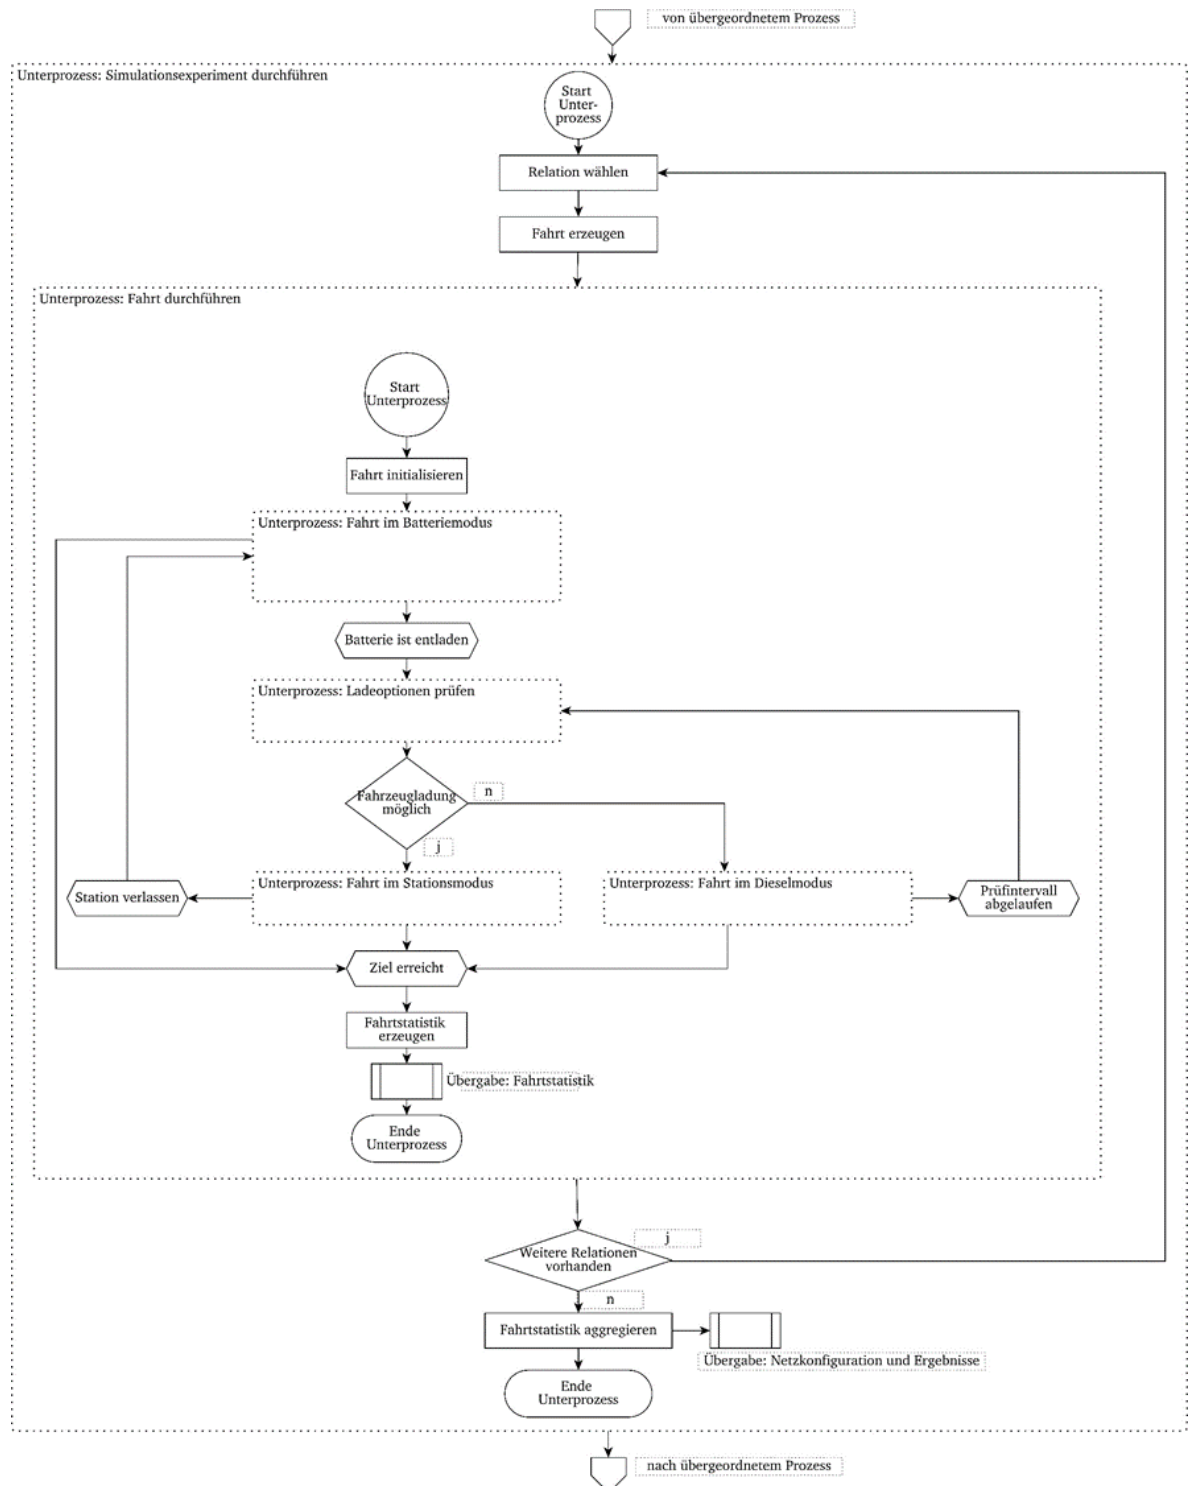 von übergeordnetem Prozess
Unterprozess: Simulationsexperiment durchführen
Start
Unter-
prozess
Relation wählen
Fahrt erzeugen
Unterprozess: Fahrt durchführen
Start
Unterprozess
Fahrt initialisieren
Unterprozess: Fahrt im Batteriemodus
Batterie ist entladen
Unterprozess: Ladeoptionen prüfen
Fahrzeugladung
möglich
n
j
Unterprozess: Fahrt im Stationsmodus
Unterprozess: Fahrt im Dieselmodus
Station verlassen
Prüfintervall
abgelaufen
Ziel erreicht
Fahrtstatistik
erzeugen
Übergabe: Fahrtstatistik
Ende
Unterprozess
Weitere Relationen
vorhanden
j
n
Fahrtstatistik aggregieren
Übergabe: Netzkonfiguration und Ergebnisse
Ende
Unterprozess
nach übergeordnetem Prozess